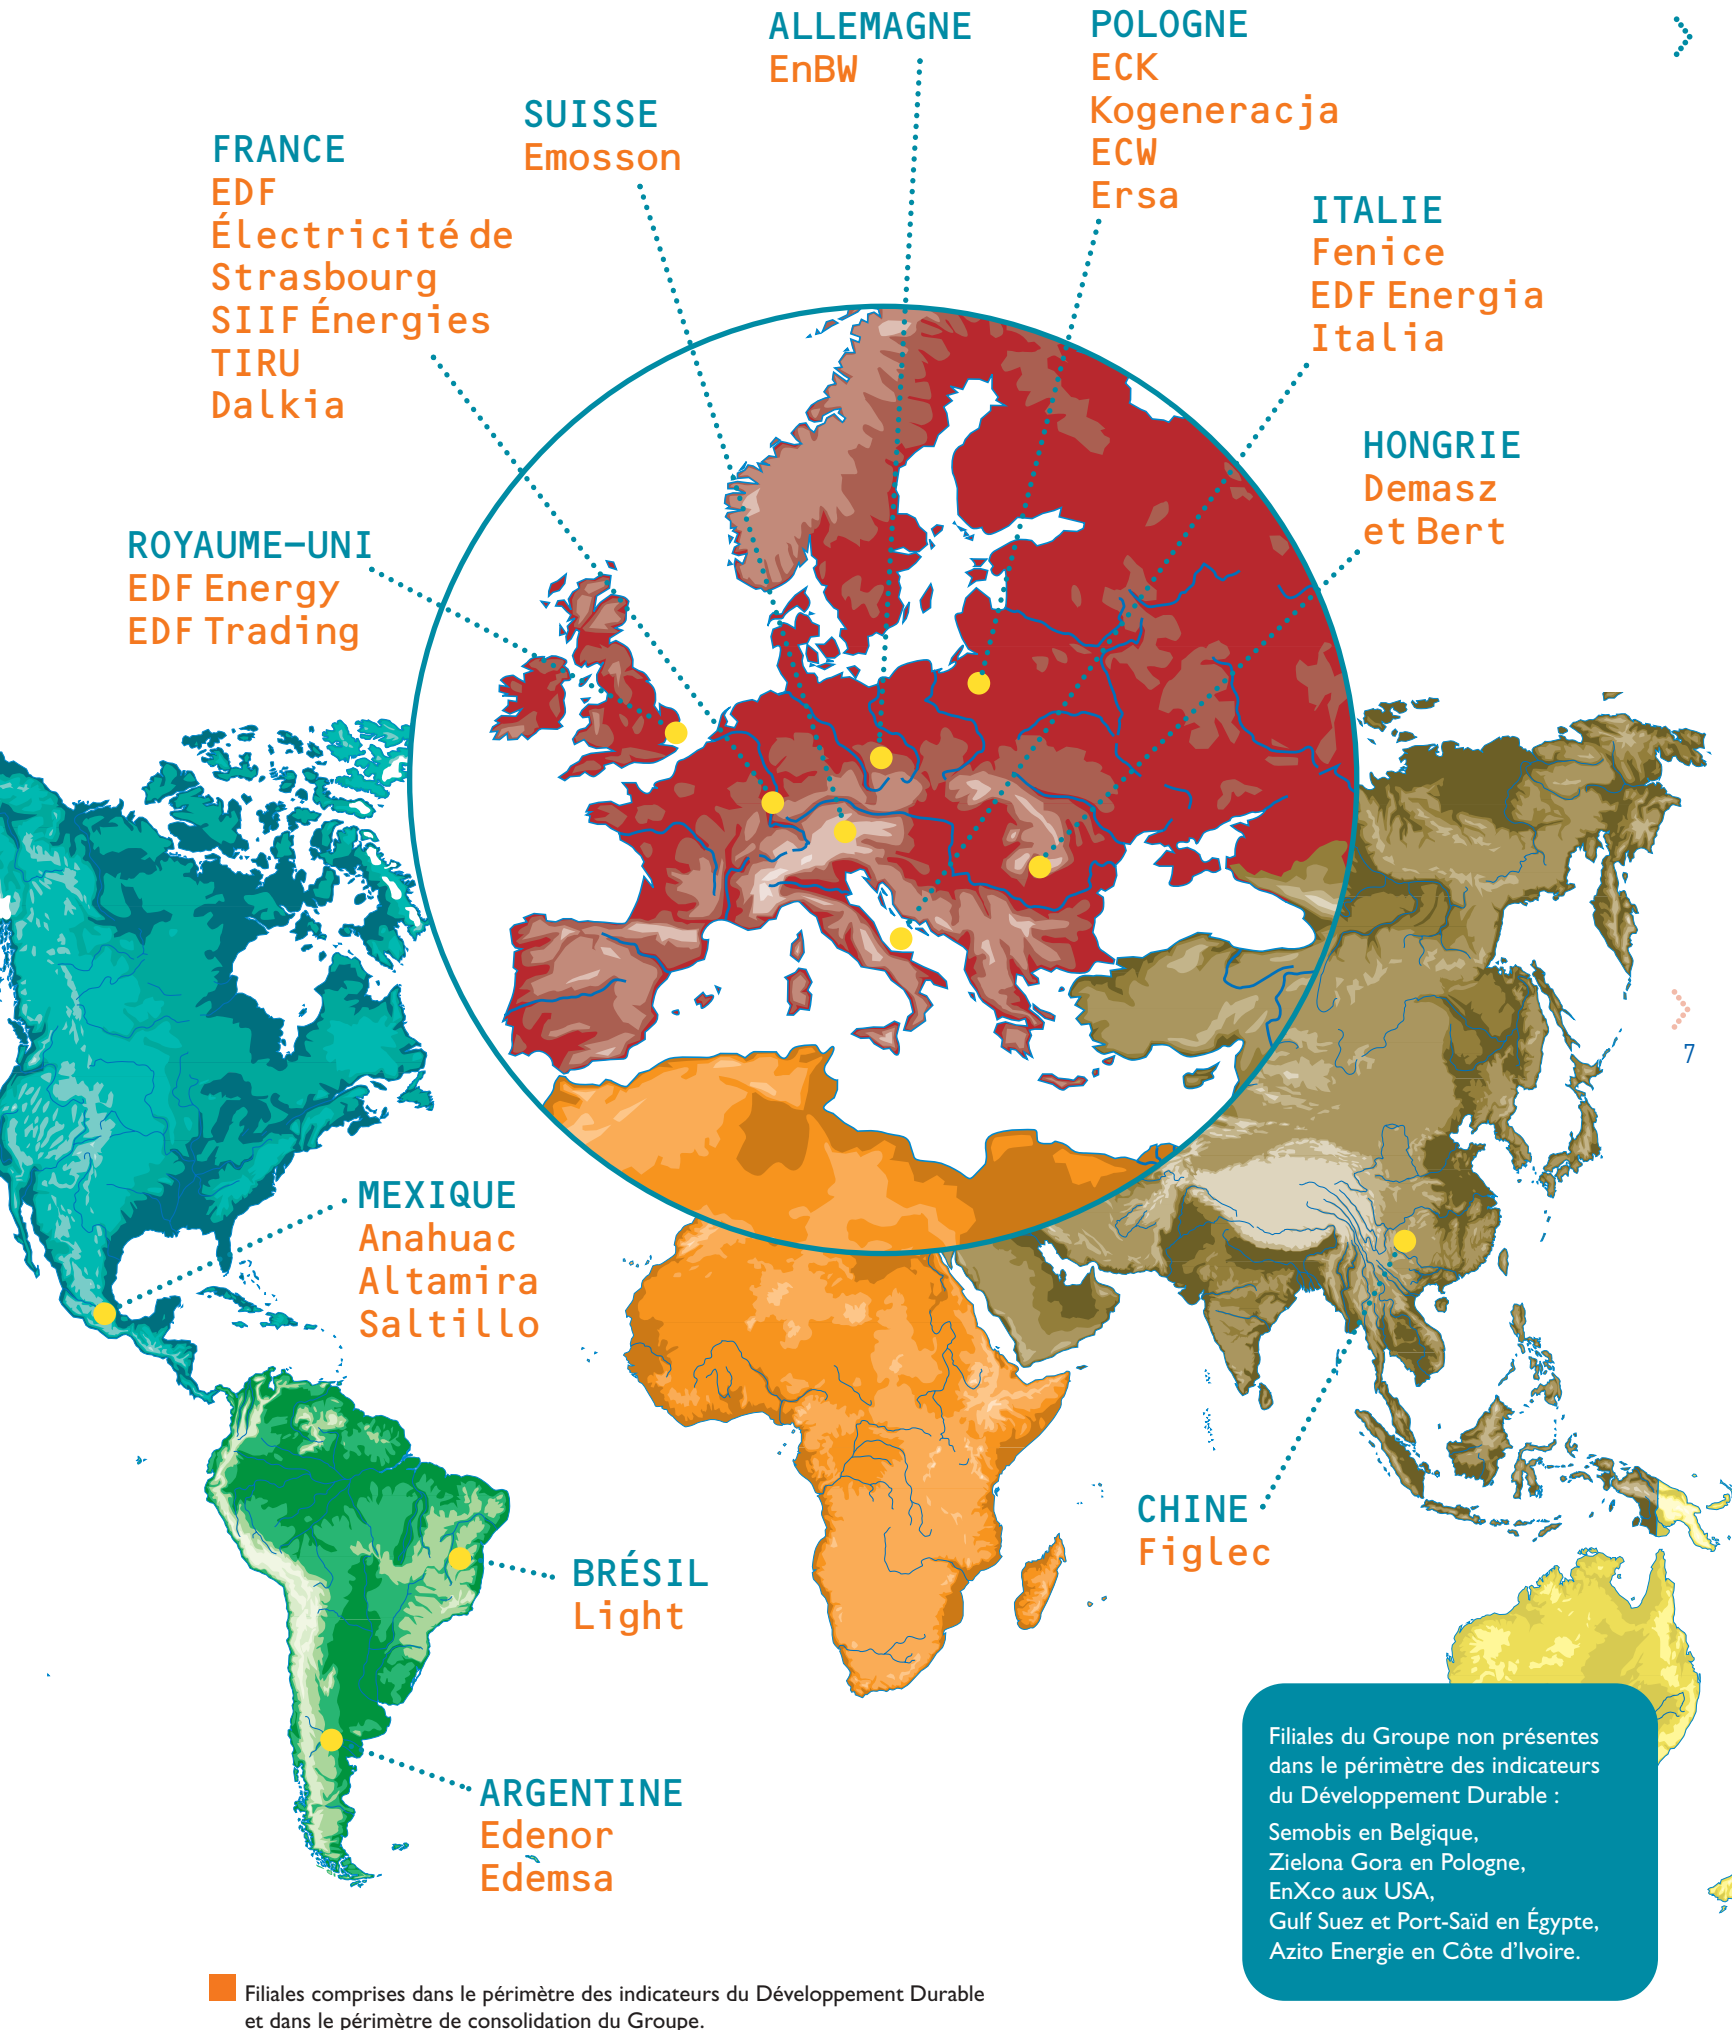 ALLEMAGNE
EnBW
POLOGNE
ECK
Kogeneracja
ECW
Ersa
SUISSE
Emosson
FRANCE
EDF
Électricité de
Strasbourg
SIIF Énergies
TIRU
Dalkia
ITALIE
Fenice
EDF Energia
Italia
HONGRIE
Demasz
et Bert
ROYAUME-UNI
EDF Energy
EDF Trading
7
MEXIQUE
Anahuac
Altamira
Saltillo
CHINE
Figlec
BRÉSIL
Light
ARGENTINE
Edenor
Edemsa
Filiales du Groupe non présentes
dans le périmètre des indicateurs
du Développement Durable :
Semobis en Belgique,
Zielona Gora en Pologne,
EnXco aux USA,
Gulf Suez et Port-Saïd en Égypte,
Azito Energie en Côte d'Ivoire.
Filiales comprises dans le périmètre des indicateurs du Développement Durable
et dans le périmètre de consolidation du Groupe.